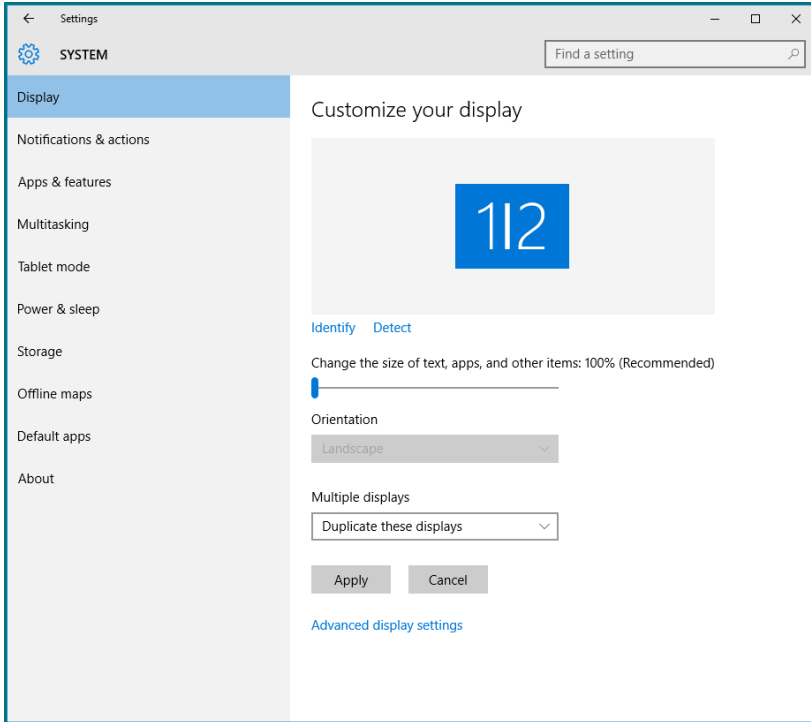 Settings
SYSTEM
Find a setting
Display
Notifications & actions
Apps & features
Multitasking
Tablet mode
Power & sleep
Storage
Offline maps
Default apps
About
Customize your display
1|2
Identify Detect
Change the size of text, apps, and other items: 100% (Recommended)
Orientation
Landscape
Multiple displays
Duplicate these displays
Apply Cancel
Advanced display settings